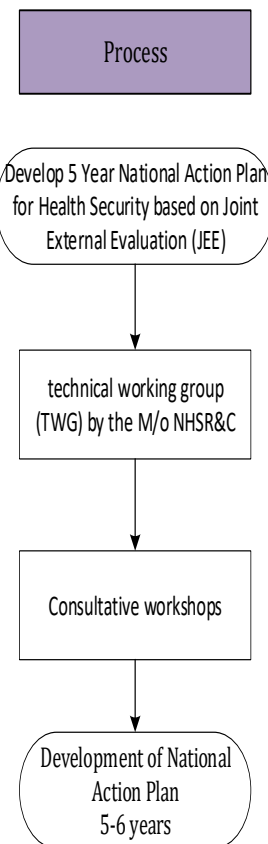 Process
Develop 5 Year National Action Plan
for Health Security based on Joint
External Evaluation (JEE)
technical working group
(TWG) by the M/o NHSR&C
Consultative workshops
Development of National
Action Plan
5-6 years